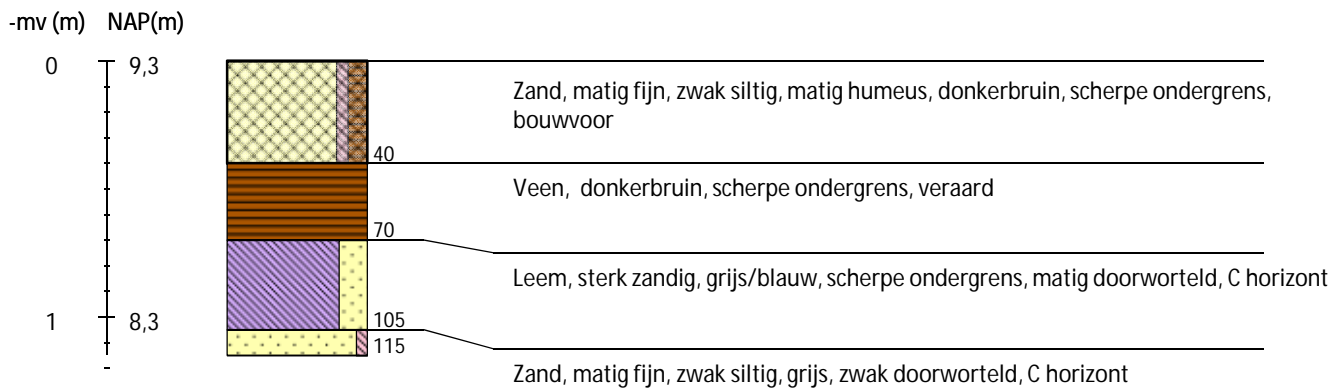 -mv (m) NAP(m)
0 9,3
Zand, matig fijn, zwak siltig, matig humeus, donkerbruin, scherpe ondergrens,
bouwvoor
40
Veen, donkerbruin, scherpe ondergrens, veraard
70
Leem, sterk zandig, grijs/blauw, scherpe ondergrens, matig doorworteld, C horizont
1 8,3
105
115
Zand, matig fijn, zwak siltig, grijs, zwak doorworteld, C horizont